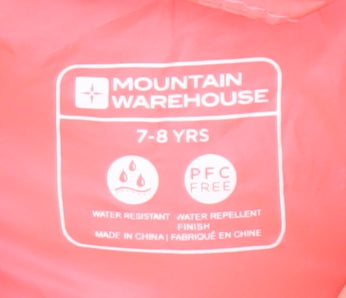 MOUNTAIN
WAREHOUSE
7-8 YRS
PFC
FREE
WATER RESISTANT WATER REPELLENT
FINISH
MADE IN CHINA | FABRIQUÉ EN CHINE